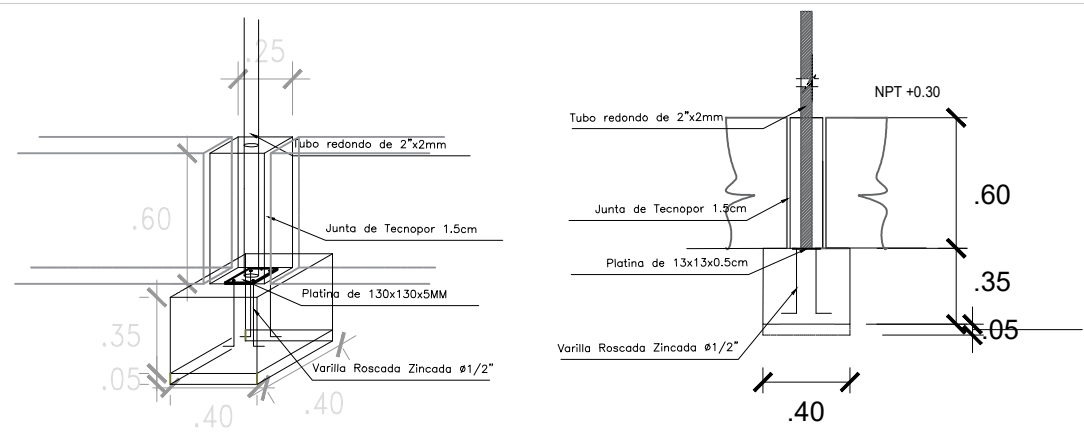 .25
Tubo redondo de 2"x2mm
.60
Junta de Tecnopor 1.5cm
Platina de 130x130x5MM
.35
.05
Varilla Roscada Zincada ø1/2"
.40
.40
NPT +0.30
Tubo redondo de 2"x2mm
.60
Junta de Tecnopor 1.5cm
Platina de 13x13x0.5cm
.35
.05
Varilla Roscada Zincada ø1/2"
.40